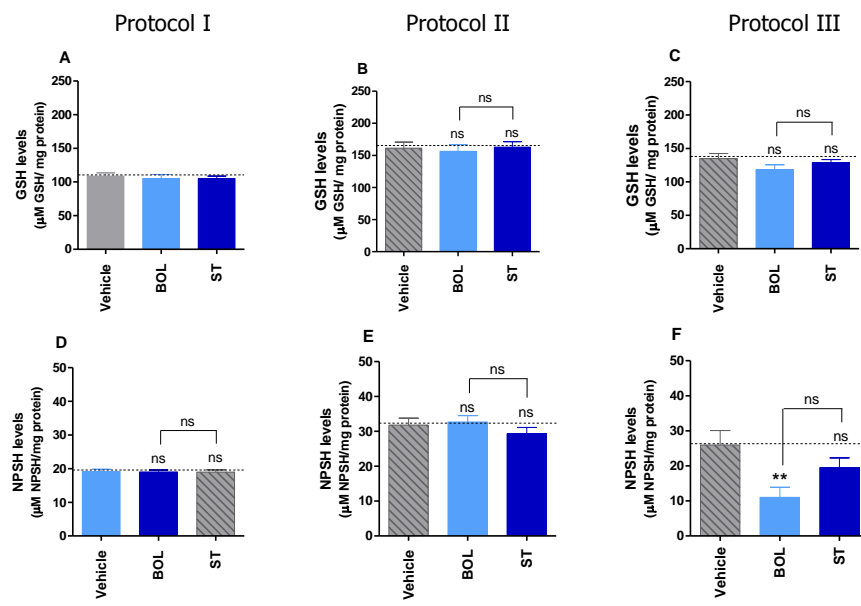 Protocol I
Protocol II
Protocol III
A
GSH levels
(µM GSH/ mg protein)
250
200
150
100
50
0
Vehicle
BOL
ST
B
GSH levels
(µM GSH/ mg protein)
250
200
150
100
50
0
ns
ns
ns
Vehicle
BOL
ST
C
GSH levels
(µM GSH/ mg protein)
250
200
150
100
50
0
ns
ns
ns
Vehicle
BOL
ST
D
NPSH levels
(µM NPSH/mg protein)
50
40
30
20
10
0
ns
ns
ns
Vehicle
BOL
ST
E
NPSH levels
(µM NPSH/mg protein)
50
40
30
20
10
0
ns
ns
ns
Vehicle
BOL
ST
F
NPSH levels
(µM NPSH/mg protein)
50
40
30
20
10
0
ns
**
ns
Vehicle
BOL
ST